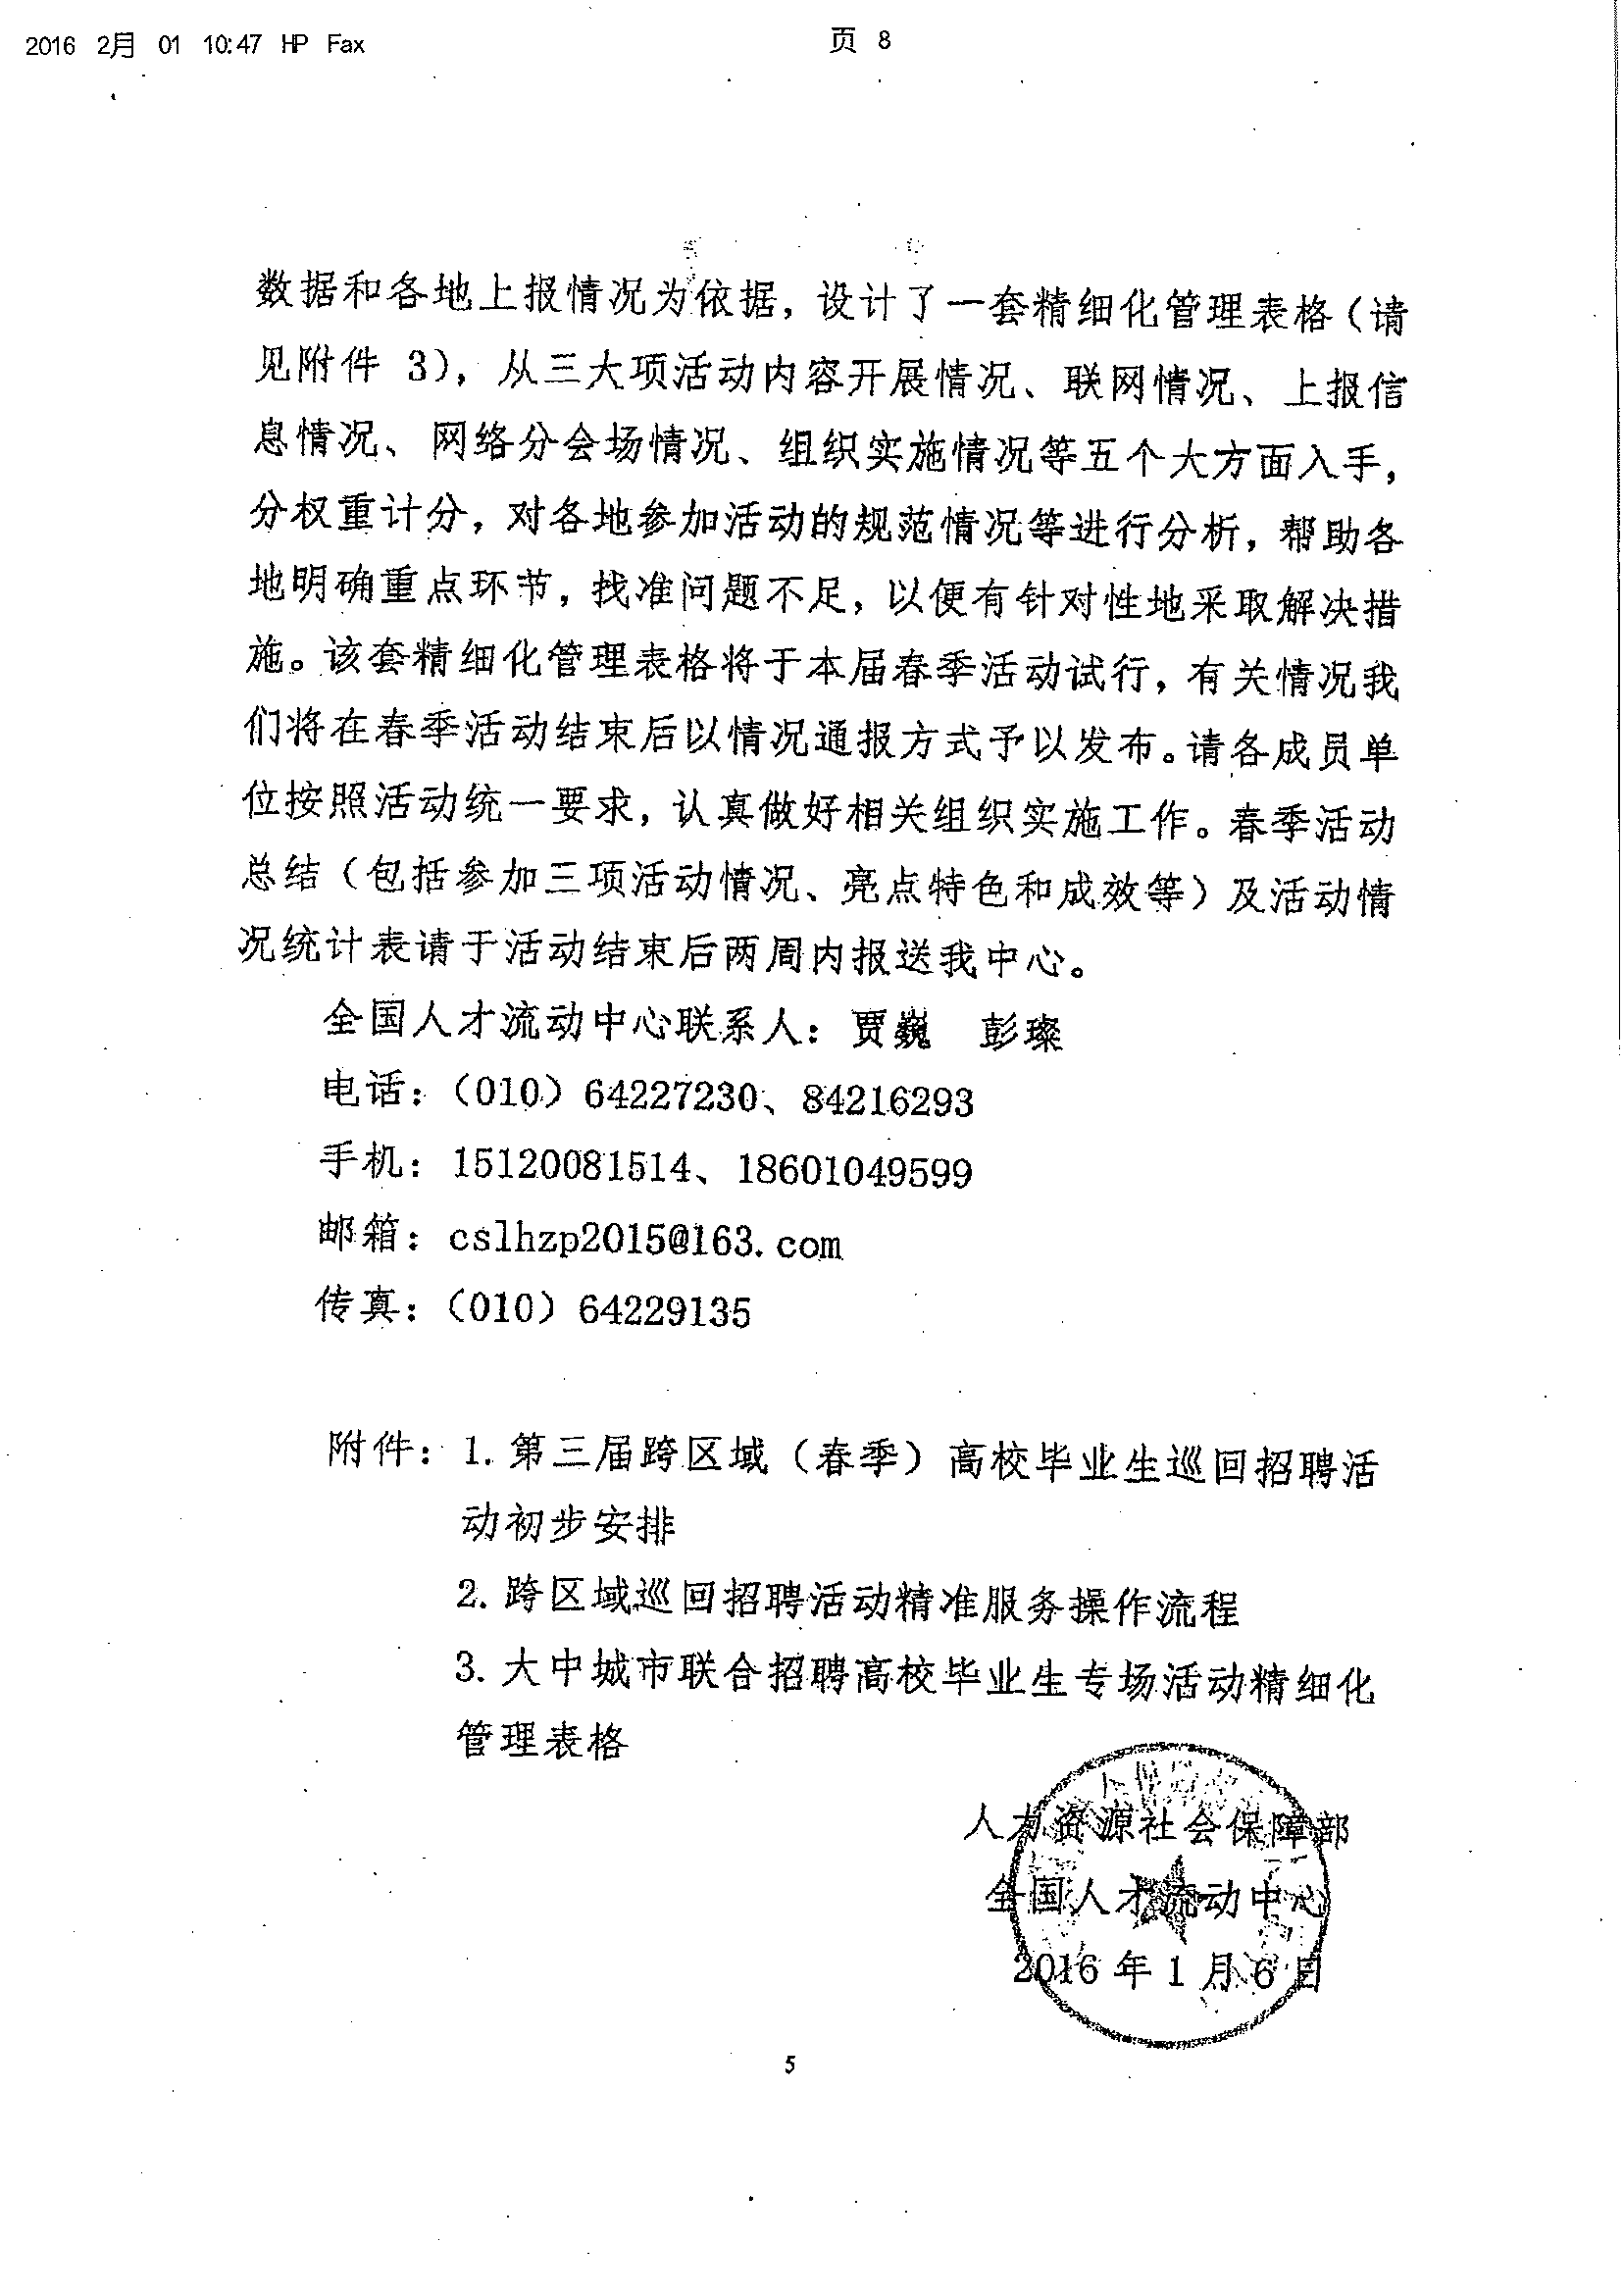 2016 2月 01 10:47 HP Fax 页 8
数据和各地上报情况为依据，设计了一套精细化管理表格（请
见附件 3），从三大项活动内容开展情况、联网情况、上报信
息情况、网络分会场情况、组织实施情况等五个大方面入手，
分权重计分，对各地参加活动的规范情况等进行分析，帮助各
地明确重点环节，找准问题不足，以便有针对性地采取解决措
施。该套精细化管理表格将于本届春季活动试行，有关情况我
们将在春季活动结束后以情况通报方式予以发布。请各成员单
位按照活动统一要求，认真做好相关组织实施工作。春季活动
总结（包括参加三项活动情况、亮点特色和成效等）及活动情
况统计表请于活动结束后两周内报送我中心。
全国人才流动中心联系人：贾巍 彭璨
电话：（010）64227230、84216293
手机：15120081514、18601049599
邮箱：cslhzp2015@163.com
传真：（010）64229135
附件：1.第三届跨区域（春季）高校毕业生巡回招聘活
动初步安排
2.跨区域巡回招聘活动精准服务操作流程
3.大中城市联合招聘高校毕业生专场活动精细化
管理表格
人力资源社会保障部
全国人才流动中心
2016 年 1 月 6 日
5